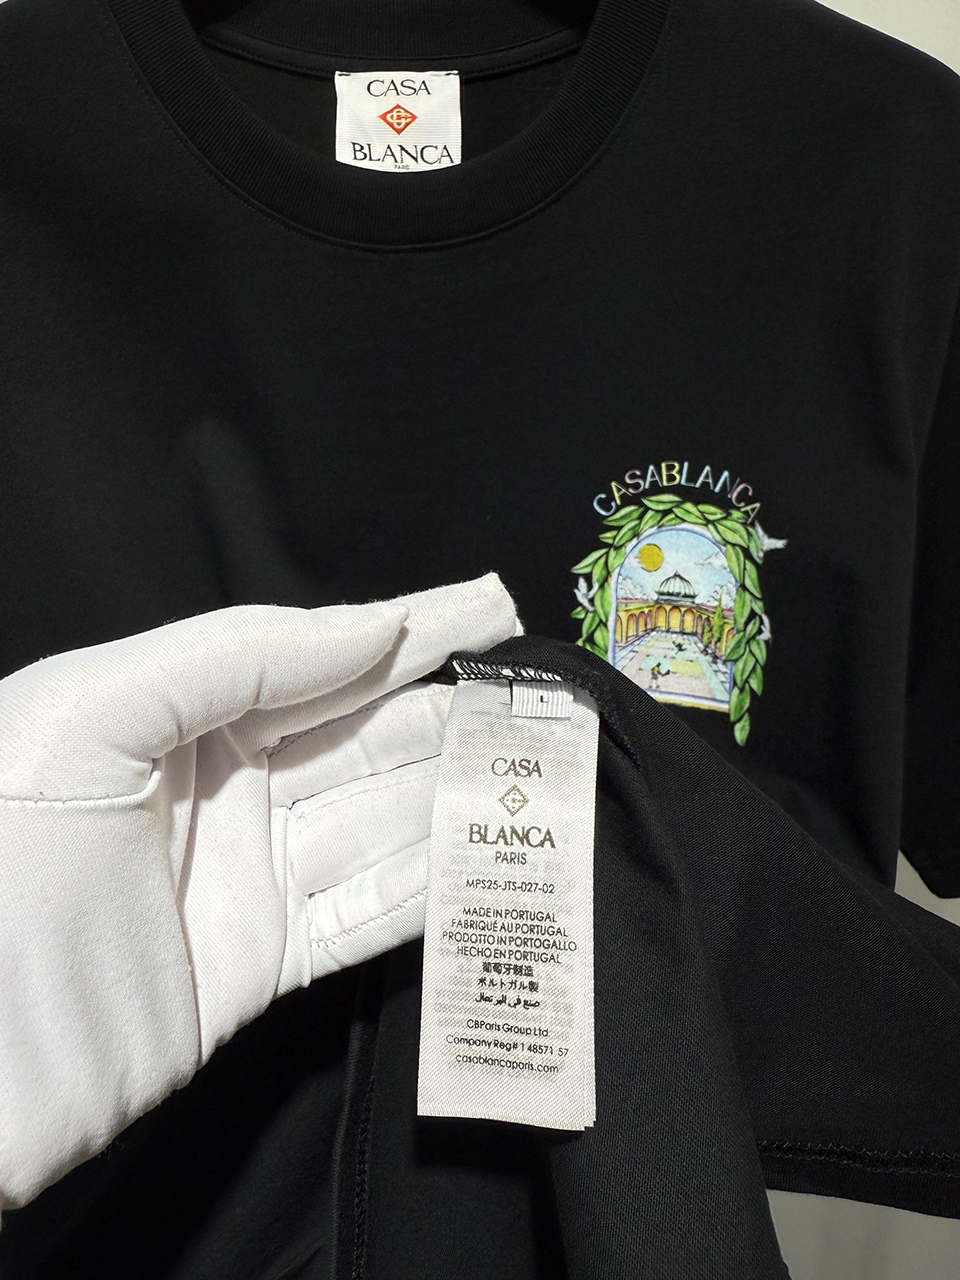 CASA
BLANCA
PARIS
CASABLANCA
L
CASA
BLANCA
PARIS
MPS25-JTS-027-02
MADE IN PORTUGAL
FABRIQUÉ AU PORTUGAL
PRODOTTO IN PORTOGALLO
HECHO EN PORTUGAL
葡萄牙制造
ポルトガル製
صنع في البرتغال
CBParis Group Ltd
Company Reg# 148571 57
casablancaparis.com